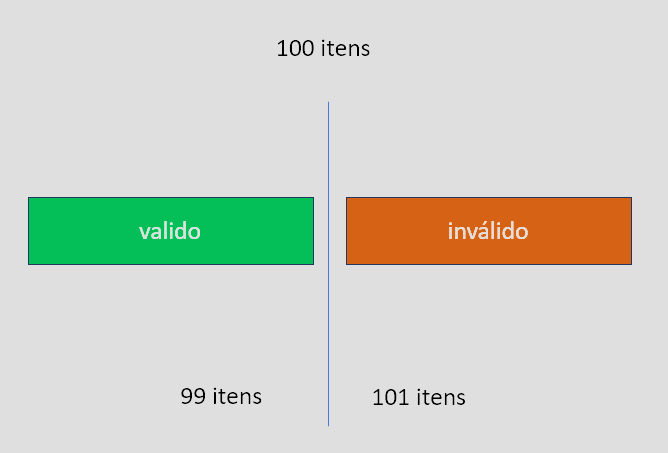 100 itens
valido
inválido
99 itens
101 itens